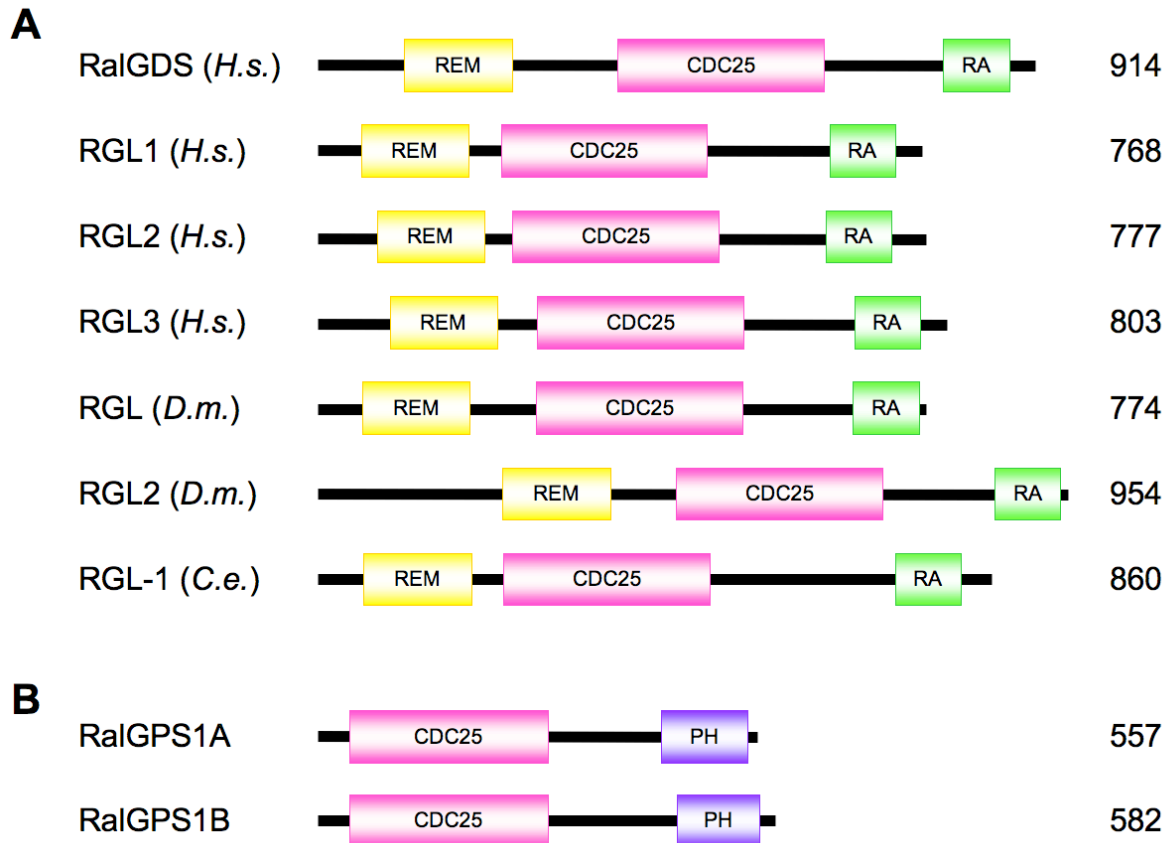 A
RalGDS (H.s.) REM CDC25 RA 914
RGL1 (H.s.) REM CDC25 RA 768
RGL2 (H.s.) REM CDC25 RA 777
RGL3 (H.s.) REM CDC25 RA 803
RGL (D.m.) REM CDC25 RA 774
RGL2 (D.m.) REM CDC25 RA 954
RGL-1 (C.e.) REM CDC25 RA 860
B
RalGPS1A CDC25 PH 557
RalGPS1B CDC25 PH 582